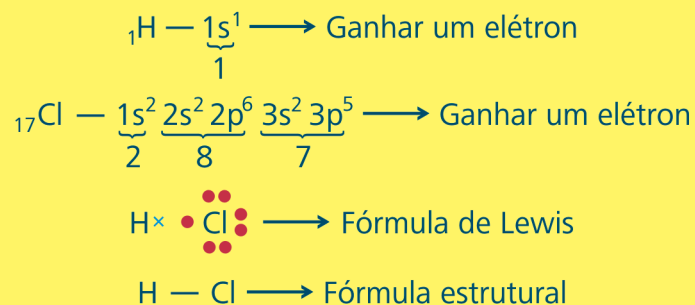 ₁H — 1s¹ ⟶ Ganhar um elétron
1
₁₇Cl — 1s² 2s² 2p⁶ 3s² 3p⁵ ⟶ Ganhar um elétron
2 8 7
H× • Cl ⟶ Fórmula de Lewis
H — Cl ⟶ Fórmula estrutural